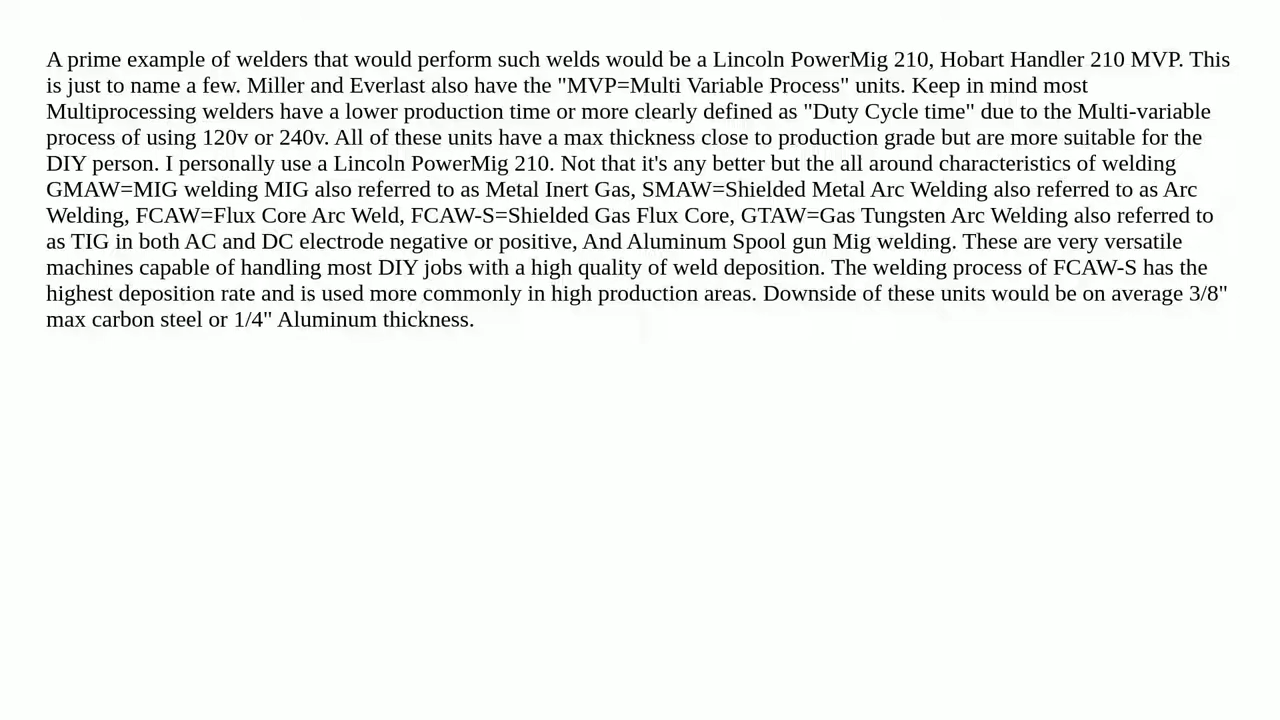 A prime example of welders that would perform such welds would be a Lincoln PowerMig 210, Hobart Handler 210 MVP. This
is just to name a few. Miller and Everlast also have the "MVP=Multi Variable Process" units. Keep in mind most
Multiprocessing welders have a lower production time or more clearly defined as "Duty Cycle time" due to the Multi-variable
process of using 120v or 240v. All of these units have a max thickness close to production grade but are more suitable for the
DIY person. I personally use a Lincoln PowerMig 210. Not that it's any better but the all around characteristics of welding
GMAW=MIG welding MIG also referred to as Metal Inert Gas, SMAW=Shielded Metal Arc Welding also referred to as Arc
Welding, FCAW=Flux Core Arc Weld, FCAW-S=Shielded Gas Flux Core, GTAW=Gas Tungsten Arc Welding also referred to
as TIG in both AC and DC electrode negative or positive, And Aluminum Spool gun Mig welding. These are very versatile
machines capable of handling most DIY jobs with a high quality of weld deposition. The welding process of FCAW-S has the
highest deposition rate and is used more commonly in high production areas. Downside of these units would be on average 3/8"
max carbon steel or 1/4" Aluminum thickness.